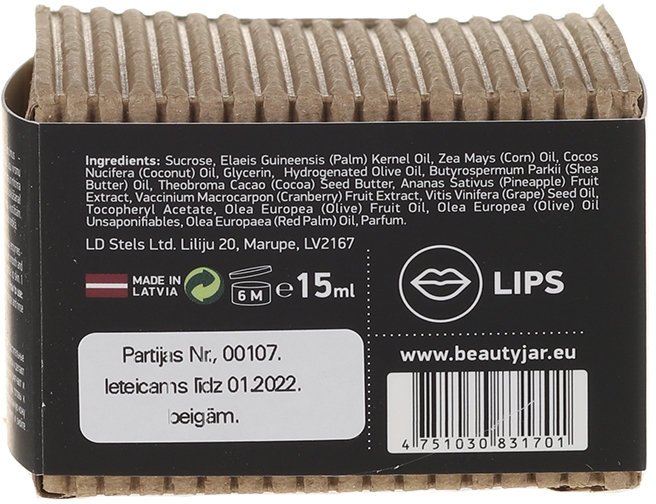 Ingredients: Sucrose, Elaeis Guineensis (Palm) Kernel Oil, Zea Mays (Corn) Oil, Cocos
Nucifera (Coconut) Oil, Glycerin, Hydrogenated Olive Oil, Butyrospermum Parkii (Shea
Butter) Oil, Theobroma Cacao (Cocoa) Seed Butter, Ananas Sativus (Pineapple) Fruit
Extract, Vaccinium Macrocarpon (Cranberry) Fruit Extract, Vitis Vinifera (Grape) Seed Oil,
Tocopheryl Acetate, Olea Europea (Olive) Fruit Oil, Olea Europea (Olive) Oil
Unsaponifiables, Olea Europaea (Red Palm) Oil, Parfum.
LD Stels Ltd. Liliju 20, Marupe, LV2167
MADE IN
LATVIA
6 M
e 15ml
LIPS
www.beautyjar.eu
Partijas Nr., 00107.
Ieteicams līdz 01.2022.
beigām.
4 751030 831701